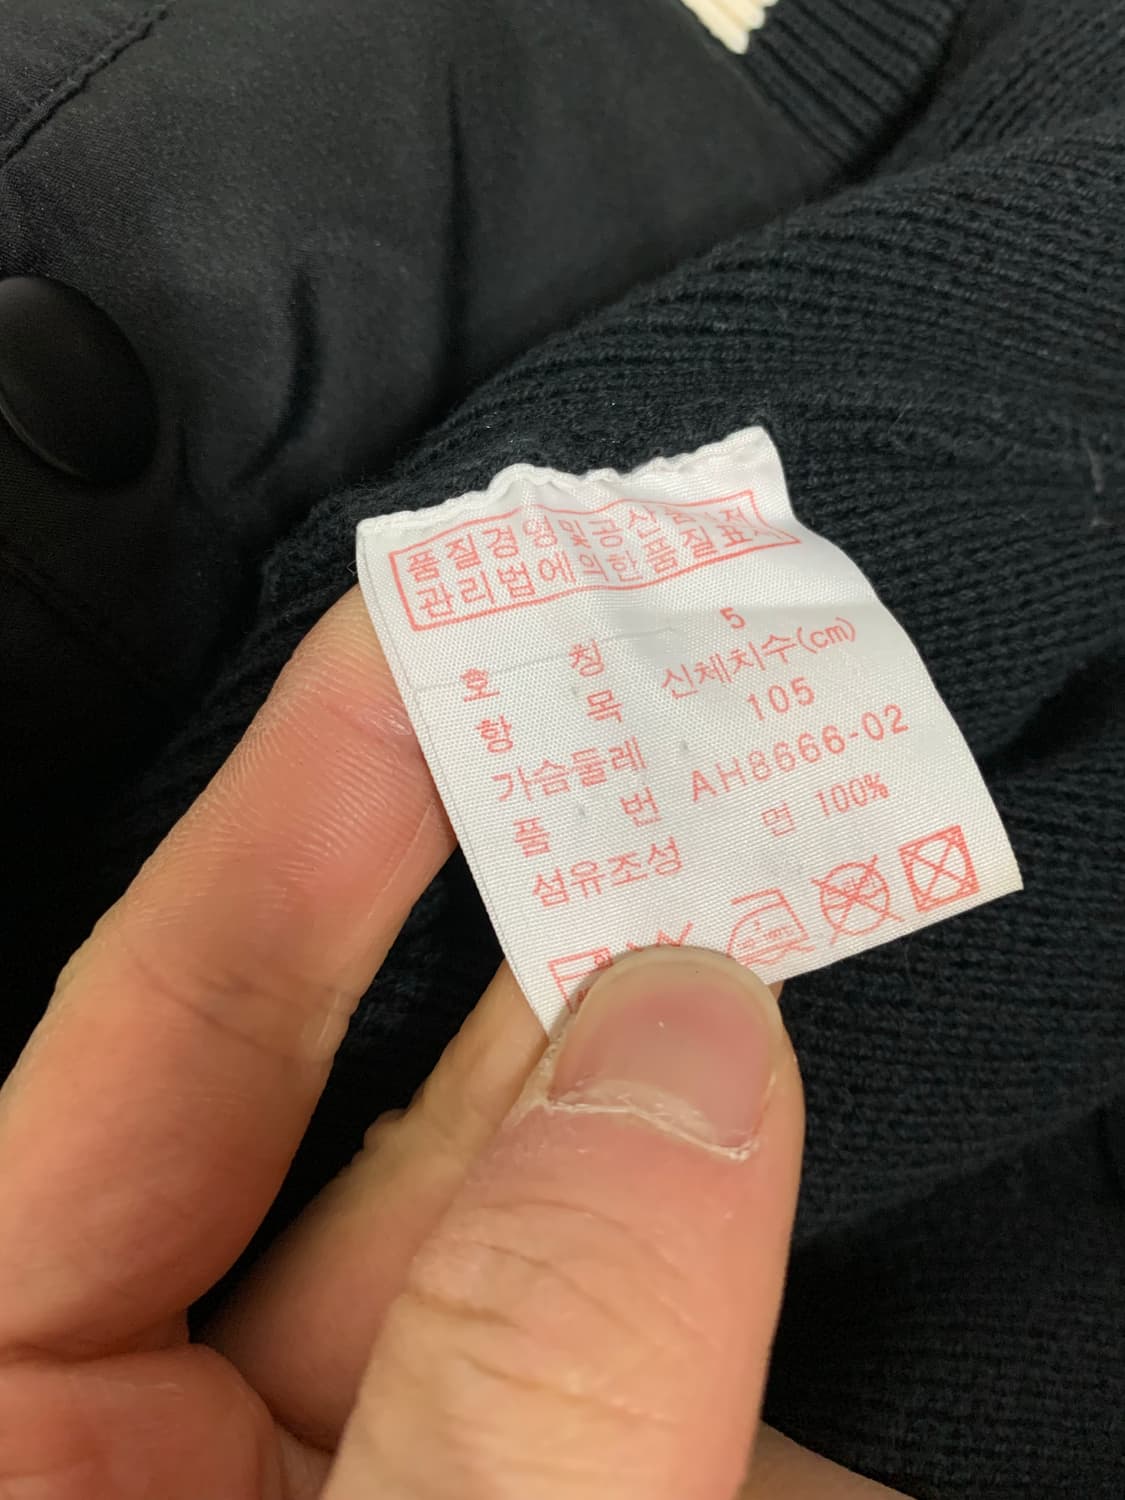 품질경영및공산품안전
관리법에의한품질표시
호 칭 5
항 목 신체치수(cm)
가슴둘레 105
품 번 AH8666-02
섬유조성 면 100%